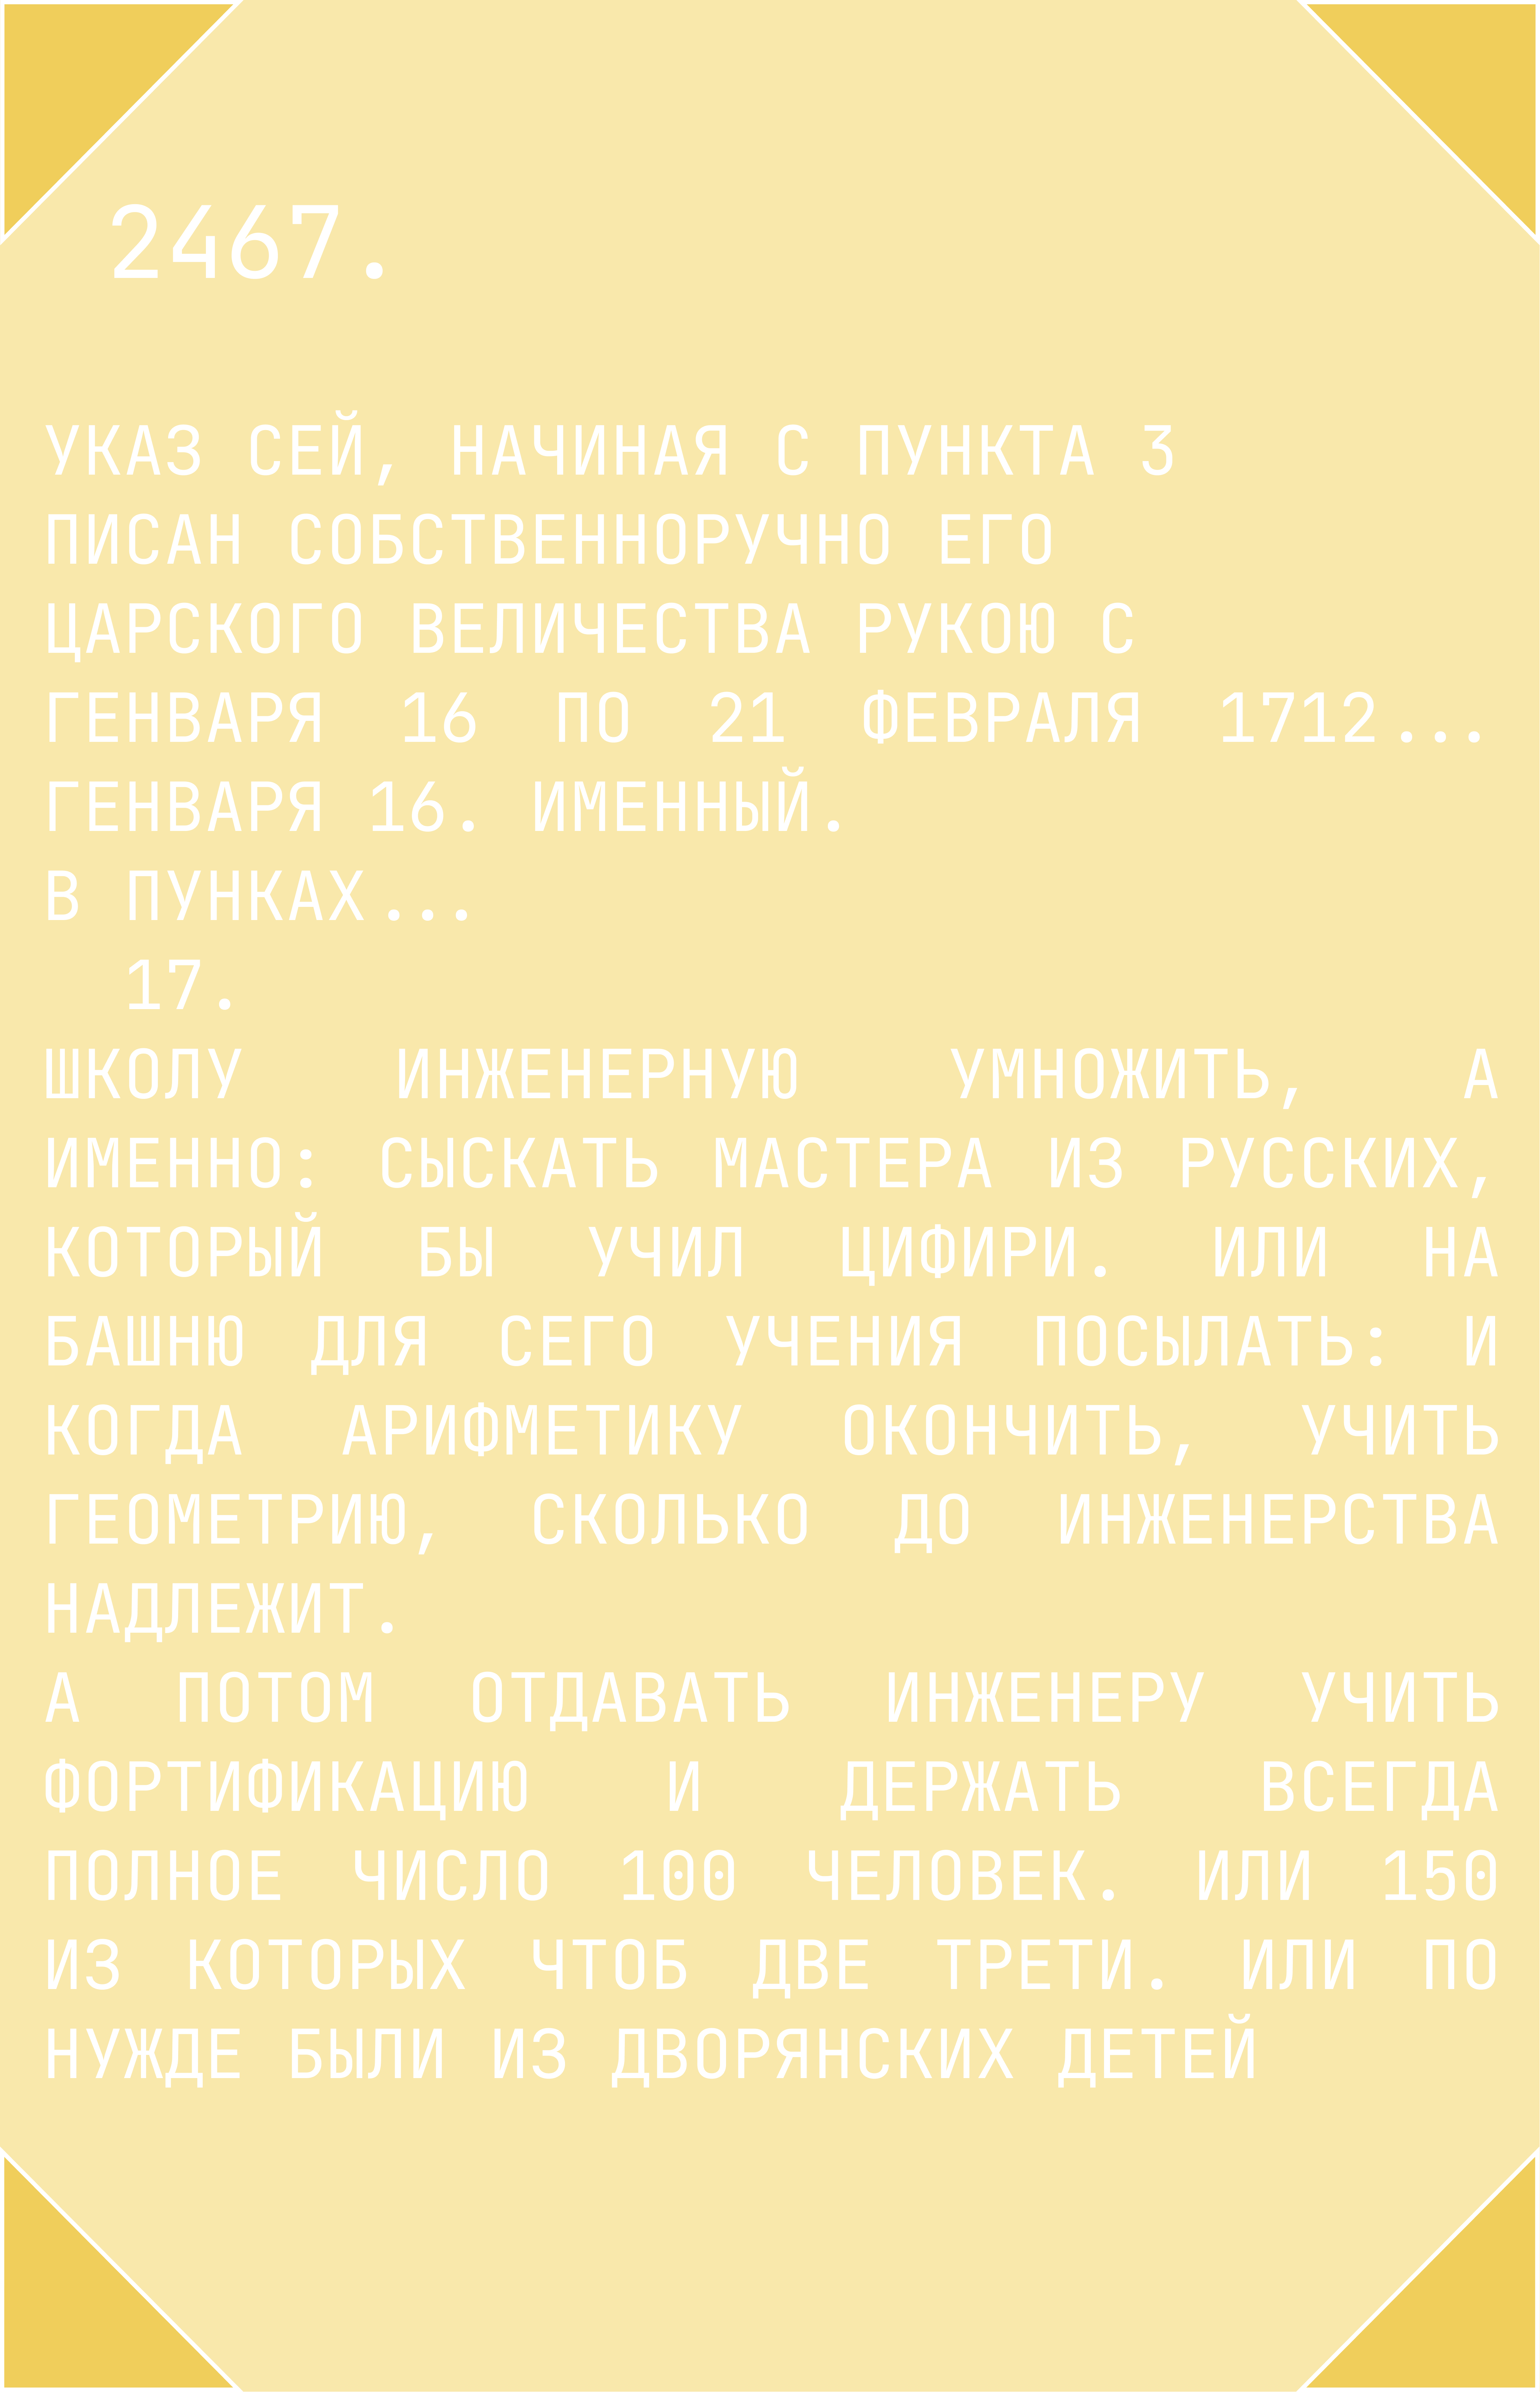 2467.
УКАЗ СЕЙ, НАЧИНАЯ С ПУНКТА 3
ПИСАН СОБСТВЕННОРУЧНО ЕГО
ЦАРСКОГО ВЕЛИЧЕСТВА РУКОЮ С
ГЕНВАРЯ 16 ПО 21 ФЕВРАЛЯ 1712...
ГЕНВАРЯ 16. ИМЕННЫЙ.
В ПУНКАХ...
17.
ШКОЛУ ИНЖЕНЕРНУЮ УМНОЖИТЬ, А
ИМЕННО: СЫСКАТЬ МАСТЕРА ИЗ РУССКИХ,
КОТОРЫЙ БЫ УЧИЛ ЦИФИРИ. ИЛИ НА
БАШНЮ ДЛЯ СЕГО УЧЕНИЯ ПОСЫЛАТЬ: И
КОГДА АРИФМЕТИКУ ОКОНЧИТЬ, УЧИТЬ
ГЕОМЕТРИЮ, СКОЛЬКО ДО ИНЖЕНЕРСТВА
НАДЛЕЖИТ.
А ПОТОМ ОТДАВАТЬ ИНЖЕНЕРУ УЧИТЬ
ФОРТИФИКАЦИЮ И ДЕРЖАТЬ ВСЕГДА
ПОЛНОЕ ЧИСЛО 100 ЧЕЛОВЕК. ИЛИ 150
ИЗ КОТОРЫХ ЧТОБ ДВЕ ТРЕТИ. ИЛИ ПО
НУЖДЕ БЫЛИ ИЗ ДВОРЯНСКИХ ДЕТЕЙ